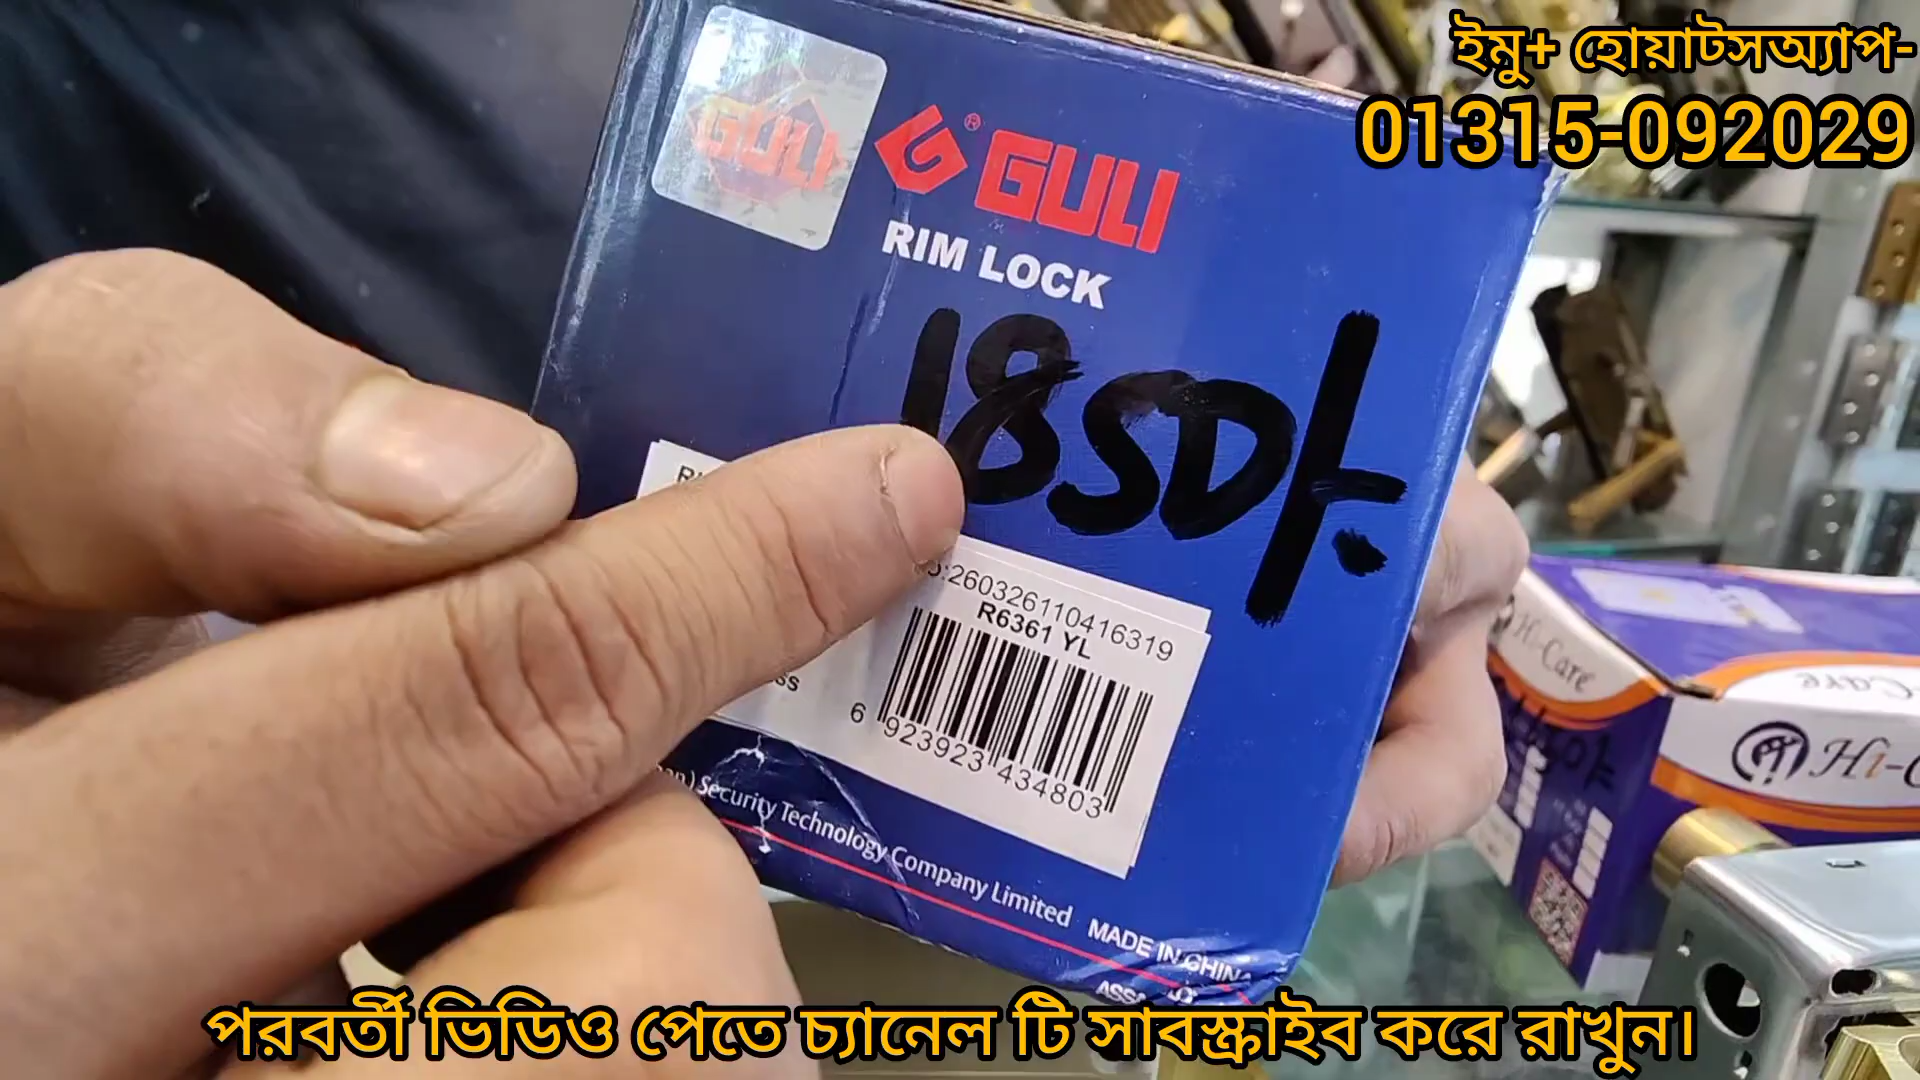 ইমু+ হোয়াটসঅ্যাপ-
01315-092029
GULI
G® GULI
RIM LOCK
1850/-
:260326110416319
R6361 YL
6 923923 434803
Security Technology Company Limited MADE IN CHINA
Hi-Care
পরবর্তী ভিডিও পেতে চ্যানেল টি সাবস্ক্রাইব করে রাখুন।